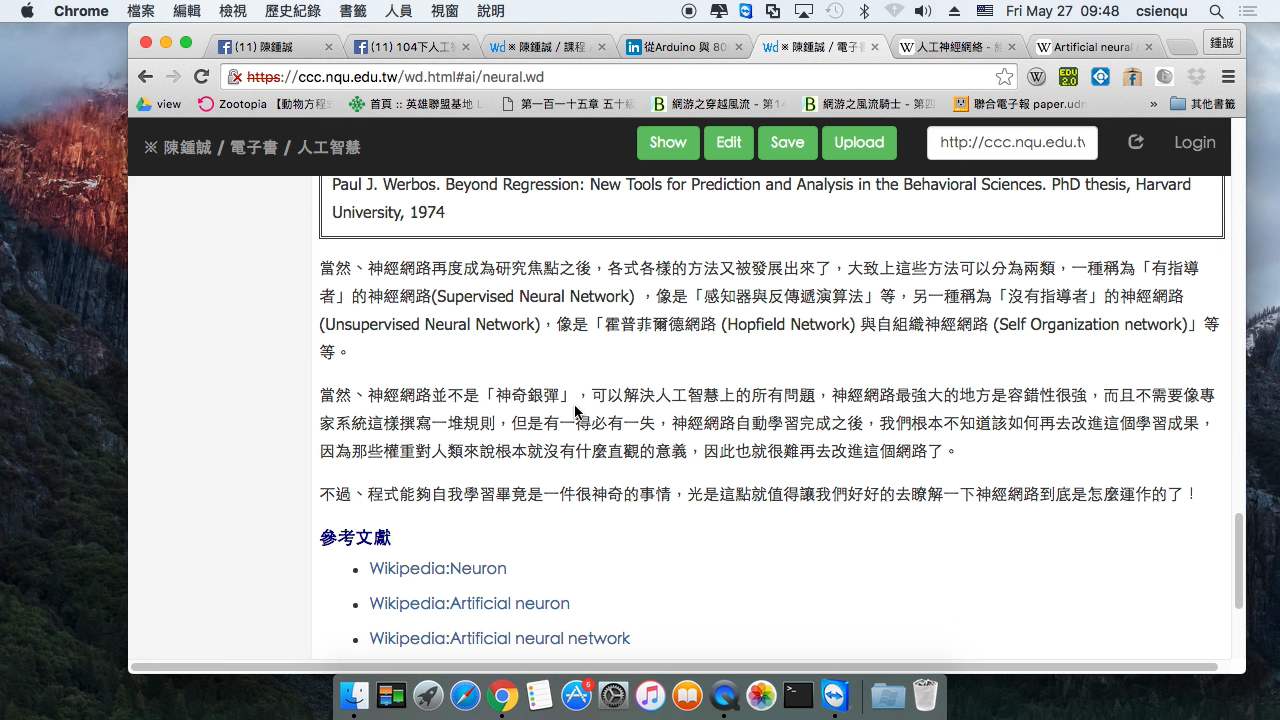 Chrome 檔案 編輯 檢視 歷史紀錄 書籤 人員 視窗 說明 Fri May 27 09:48 csienqu
(11) 陳鍾誠 (11) 104下人工 Wd ※ 陳鍾誠 / 課程 in 從Arduino 與 80 Wd ※ 陳鍾誠 / 電子 W 人工神經網絡 - W Artificial neural 鍾誠
https://ccc.nqu.edu.tw/wd.html#ai/neural.wd
view Zootopia 【動物方程 首頁 :: 英雄聯盟基地 第一百一十五章 五十 網游之穿越風流 - 第14 網游之風流騎士 - 第四 聯合電子報 paper.udn » 其他書籤
※ 陳鍾誠 / 電子書 / 人工智慧 Show Edit Save Upload http://ccc.nqu.edu.tv Login
Paul J. Werbos. Beyond Regression: New Tools for Prediction and Analysis in the Behavioral Sciences. PhD thesis, Harvard
University, 1974
當然、神經網路再度成為研究焦點之後，各式各樣的方法又被發展出來了，大致上這些方法可以分為兩類，一種稱為「有指導
者」的神經網路(Supervised Neural Network) ，像是「感知器與反傳遞演算法」等，另一種稱為「沒有指導者」的神經網路
(Unsupervised Neural Network)，像是「霍普菲爾德網路 (Hopfield Network) 與自組織神經網路 (Self Organization network)」等
等。
當然、神經網路並不是「神奇銀彈」，可以解決人工智慧上的所有問題，神經網路最強大的地方是容錯性很強，而且不需要像專
家系統這樣撰寫一堆規則，但是有一得必有一失，神經網路自動學習完成之後，我們根本不知道該如何再去改進這個學習成果，
因為那些權重對人類來說根本就沒有什麼直觀的意義，因此也就很難再去改進這個網路了。
不過、程式能夠自我學習畢竟是一件很神奇的事情，光是這點就值得讓我們好好的去瞭解一下神經網路到底是怎麼運作的了！
參考文獻
Wikipedia:Neuron
Wikipedia:Artificial neuron
Wikipedia:Artificial neural network
6